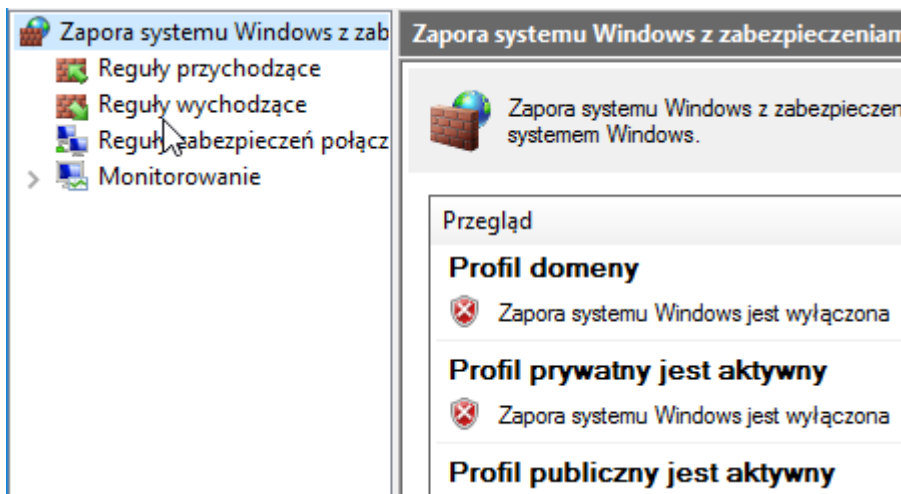 Zapora systemu Windows z zab
Reguły przychodzące
Reguły wychodzące
Reguły zabezpieczeń połącz
Monitorowanie
Zapora systemu Windows z zabezpieczeniam
Zapora systemu Windows z zabezpieczen
systemem Windows.
Przegląd
Profil domeny
Zapora systemu Windows jest wyłączona
Profil prywatny jest aktywny
Zapora systemu Windows jest wyłączona
Profil publiczny jest aktywny